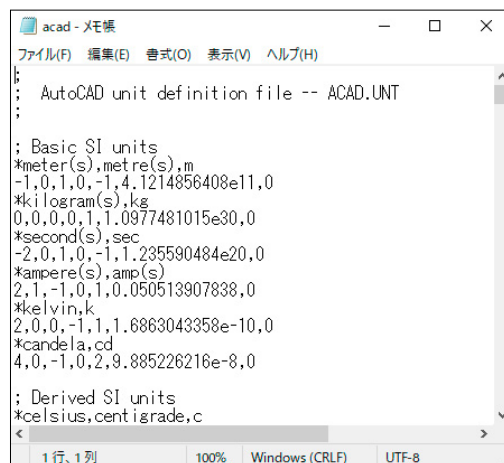 acad - メモ帳
ファイル(F) 編集(E) 書式(O) 表示(V) ヘルプ(H)
;
;  AutoCAD unit definition file -- ACAD.UNT
;
; Basic SI units
*meter(s),metre(s),m
-1,0,1,0,-1,4.1214856408e11,0
*kilogram(s),kg
0,0,0,0,1,1.0977481015e30,0
*second(s),sec
-2,0,1,0,-1,1.235590484e20,0
*ampere(s),amp(s)
2,1,-1,0,1,0.050513907838,0
*kelvin,k
2,0,0,-1,1,1.6863043358e-10,0
*candela,cd
4,0,-1,0,2,9.885226216e-8,0
; Derived SI units
*celsius,centigrade,c
1 行、1 列 100% Windows (CRLF) UTF-8